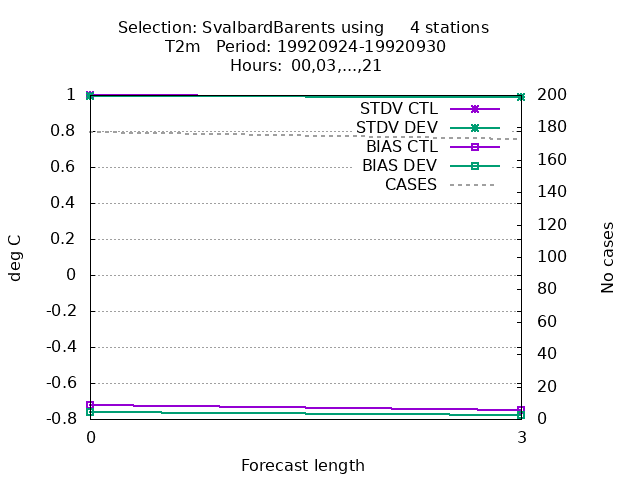 Selection: SvalbardBarents using     4 stations
T2m   Period: 19920924-19920930
Hours:  00,03,...,21
1
0.8
0.6
0.4
0.2
0
-0.2
-0.4
-0.6
-0.8
deg C
STDV CTL
STDV DEV
BIAS CTL
BIAS DEV
CASES
200
180
160
140
120
100
80
60
40
20
0
No cases
0
3
Forecast length